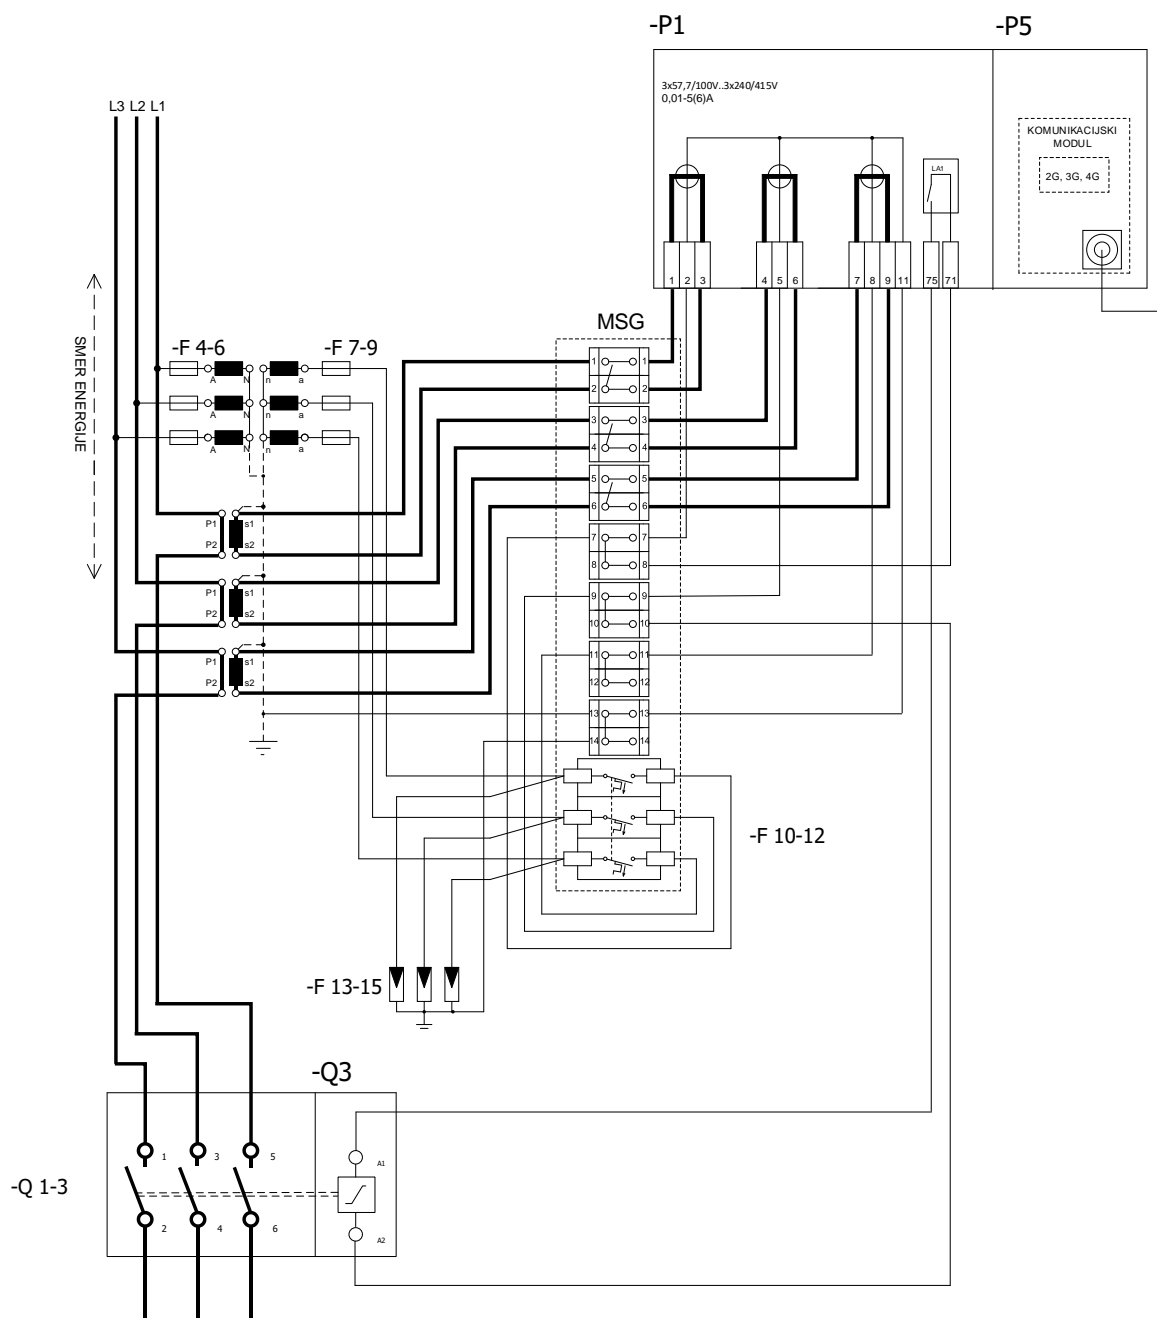 -P1
-P5
3x57,7/100V..3x240/415V
0,01-5(6)A
L3 L2 L1
KOMUNIKACIJSKI
MODUL
2G, 3G, 4G
LA1
1 2 3 4 5 6 7 8 9 11 75 71
MSG
SMER ENERGIJE
-F 4-6
-F 7-9
A N n a
A N n a
A N n a
1 1
2 2
3 3
4 4
5 5
6 6
7 7
8 8
9 9
10 10
11 11
12 12
13 13
14 14
P1 s1
P2 s2
P1 s1
P2 s2
P1 s1
P2 s2
-F 10-12
-F 13-15
-Q3
1 3 5
A1
-Q 1-3
2 4 6
A2